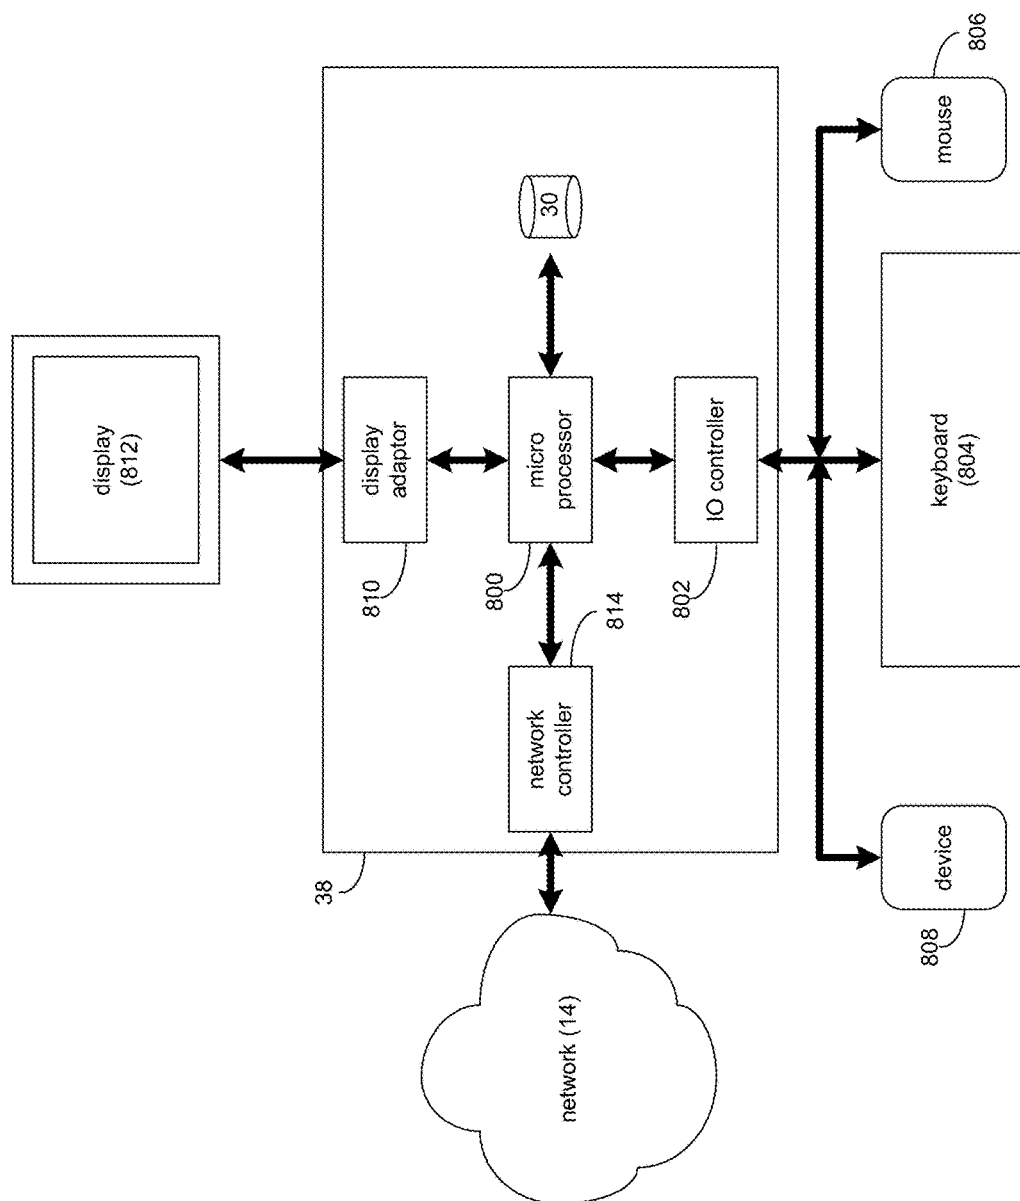 display
(812)
display
adaptor
810
micro
processor
800
30
network
controller
814
IO controller
802
38
network (14)
mouse
806
keyboard
(804)
device
808